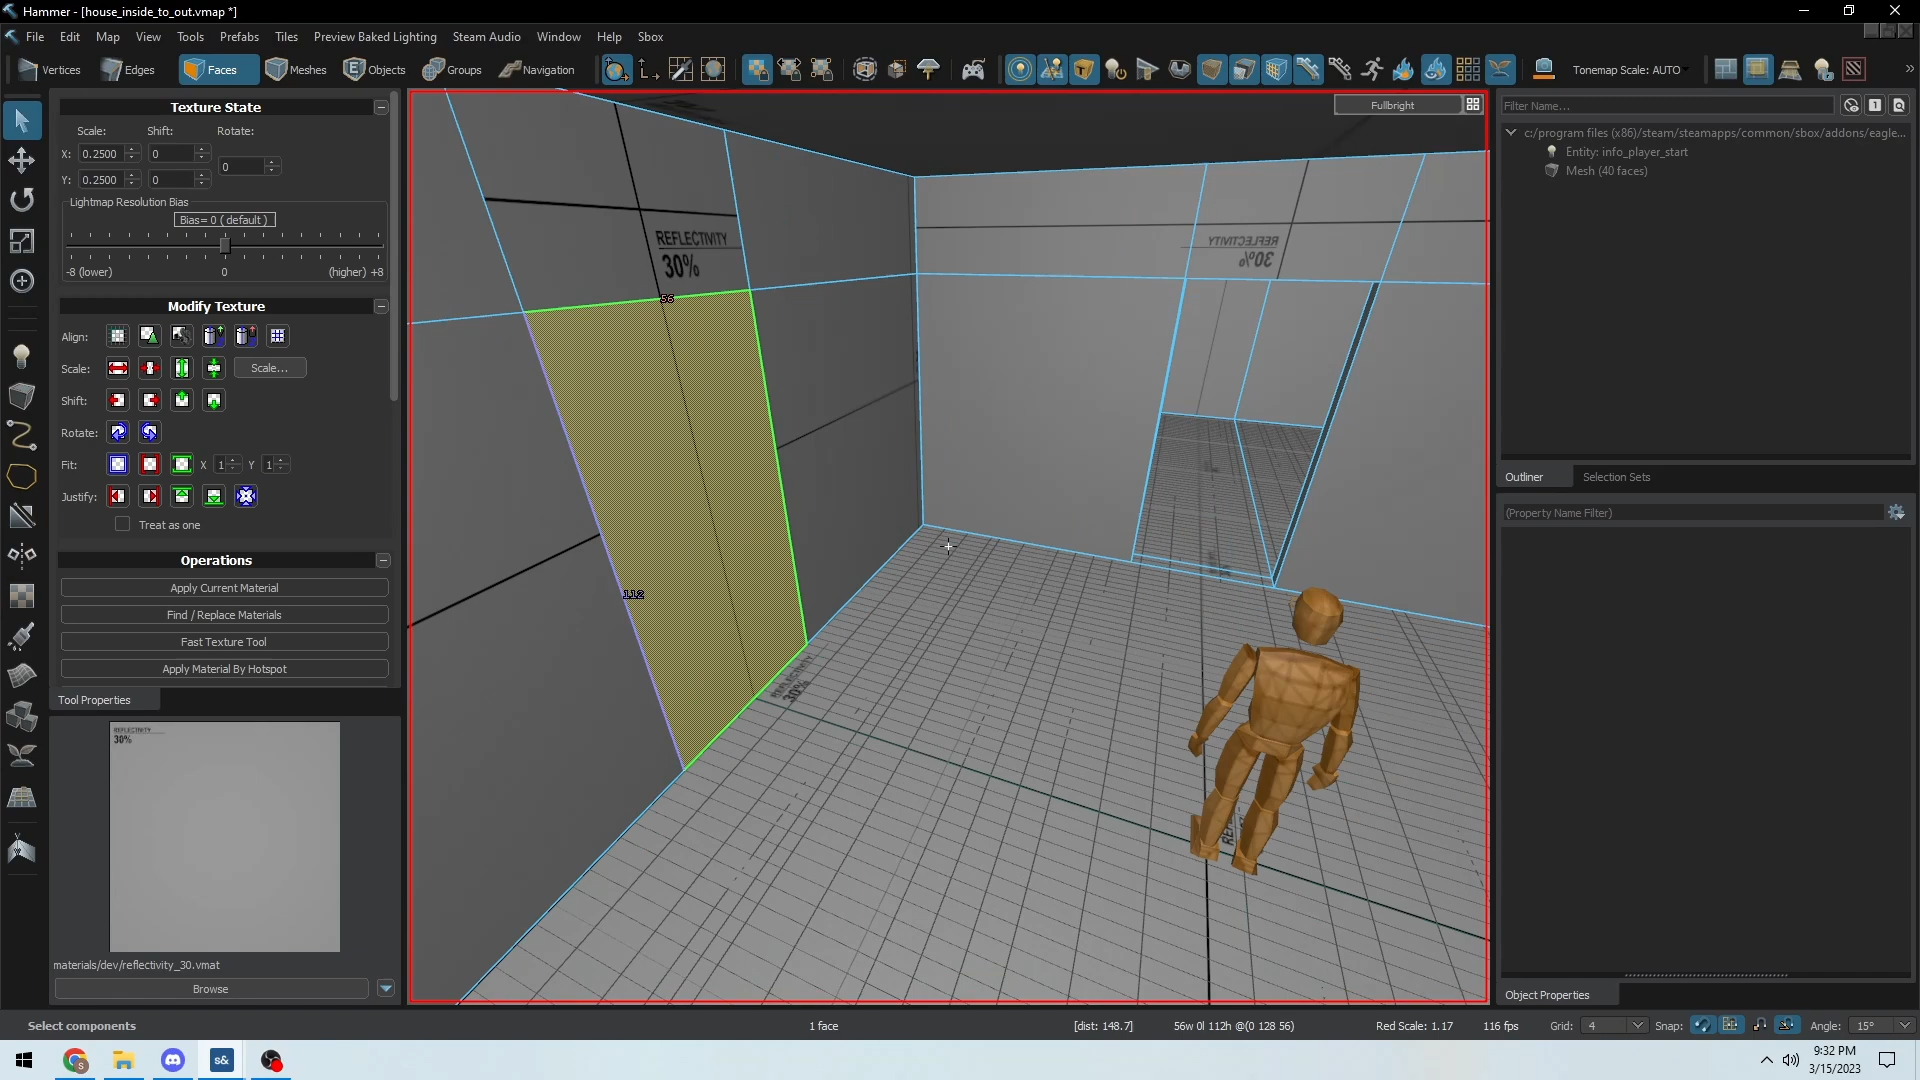 Hammer - [house_inside_to_out.vmap *]
File Edit Map View Tools Prefabs Tiles Preview Baked Lighting Steam Audio Window Help Sbox
Vertices Edges Faces Meshes Objects Groups Navigation Tonemap Scale: AUTO
Texture State
Scale: Shift: Rotate:
X: 0.2500 0
0
Y: 0.2500 0
Lightmap Resolution Bias
Bias= 0 ( default )
-8 (lower) 0 (higher) +8
Modify Texture
Align:
Scale: Scale...
Shift:
Rotate:
Fit: X 1 Y 1
Justify:
Treat as one
Operations
Apply Current Material
Find / Replace Materials
Fast Texture Tool
Apply Material By Hotspot
Tool Properties
REFLECTIVITY
30%
materials/dev/reflectivity_30.vmat
Browse
Fullbright
REFLECTIVITY
30%
REFLECTIVITY
30%
56
112
REFLECTIVITY
30%
Filter Name...
1
c:/program files (x86)/steam/steamapps/common/sbox/addons/eagle...
Entity: info_player_start
Mesh (40 faces)
Outliner Selection Sets
(Property Name Filter)
Object Properties
Select components 1 face [dist: 148.7] 56w 0l 112h @(0 128 56) Red Scale: 1.17 116 fps Grid: 4 Snap: Angle: 15°
s&
9:32 PM
3/15/2023